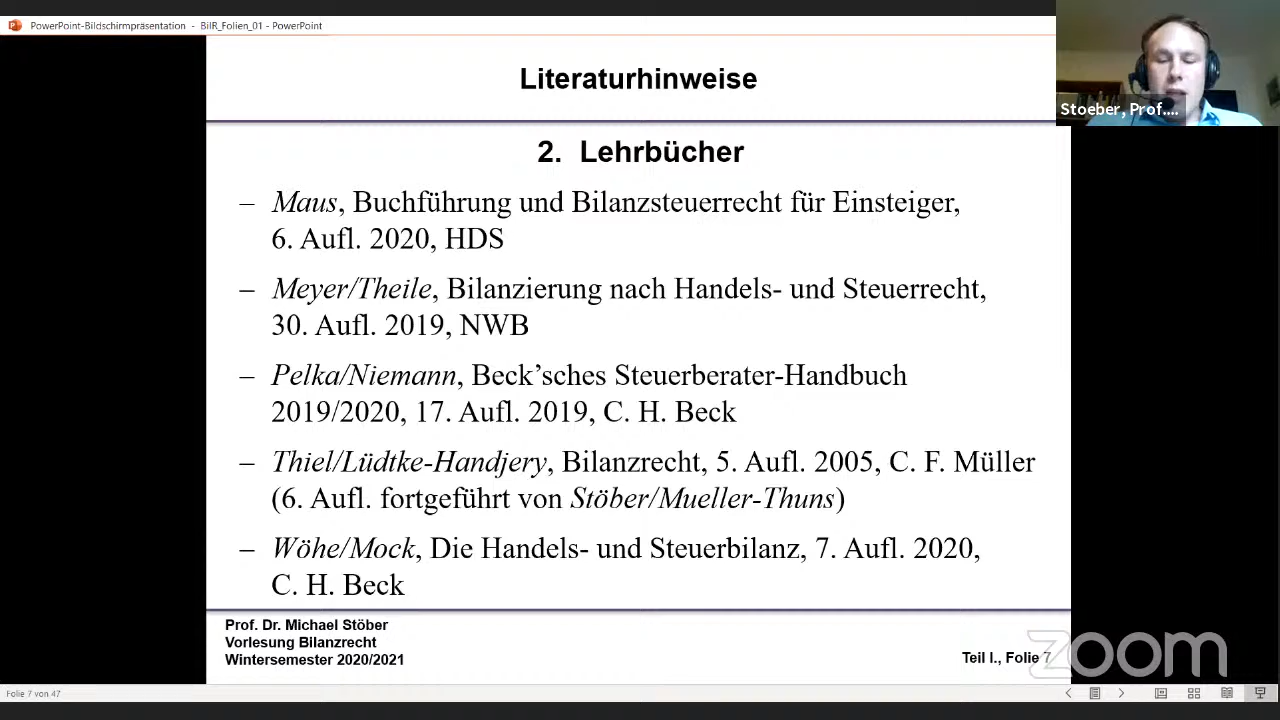 PowerPoint-Bildschirmpräsentation - BilR_Folien_01 - PowerPoint
Stoeber, Prof....
Literaturhinweise
2. Lehrbücher
– Maus, Buchführung und Bilanzsteuerrecht für Einsteiger,
6. Aufl. 2020, HDS
– Meyer/Theile, Bilanzierung nach Handels- und Steuerrecht,
30. Aufl. 2019, NWB
– Pelka/Niemann, Beck’sches Steuerberater-Handbuch
2019/2020, 17. Aufl. 2019, C. H. Beck
– Thiel/Lüdtke-Handjery, Bilanzrecht, 5. Aufl. 2005, C. F. Müller
(6. Aufl. fortgeführt von Stöber/Mueller-Thuns)
– Wöhe/Mock, Die Handels- und Steuerbilanz, 7. Aufl. 2020,
C. H. Beck
Prof. Dr. Michael Stöber
Vorlesung Bilanzrecht
Wintersemester 2020/2021
Teil I., Folie 7
zoom
Folie 7 von 47